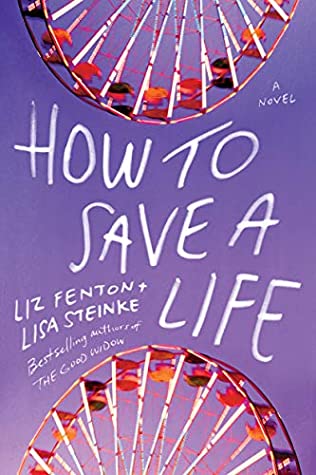 A
NOVEL
HOW TO
SAVE A
LIFE
LIZ FENTON +
LISA STEINKE
Bestselling authors of
THE GOOD WIDOW